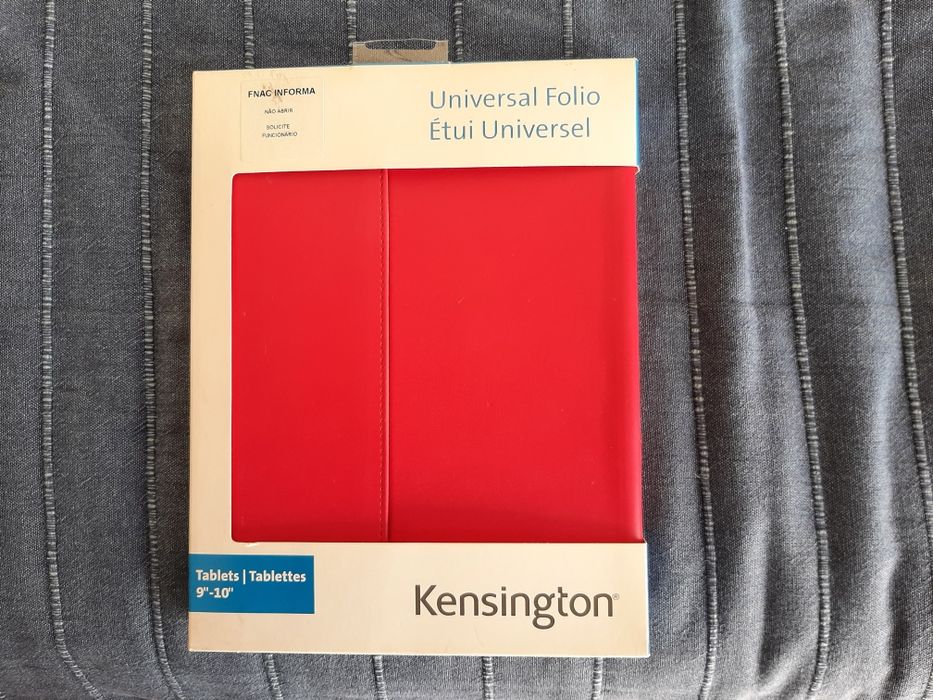 FNAC INFORMA
NÃO ABRIR
SOLICITE
FUNCIONÁRIO
Universal Folio
Étui Universel
Tablets | Tablettes
9"-10"
Kensington®